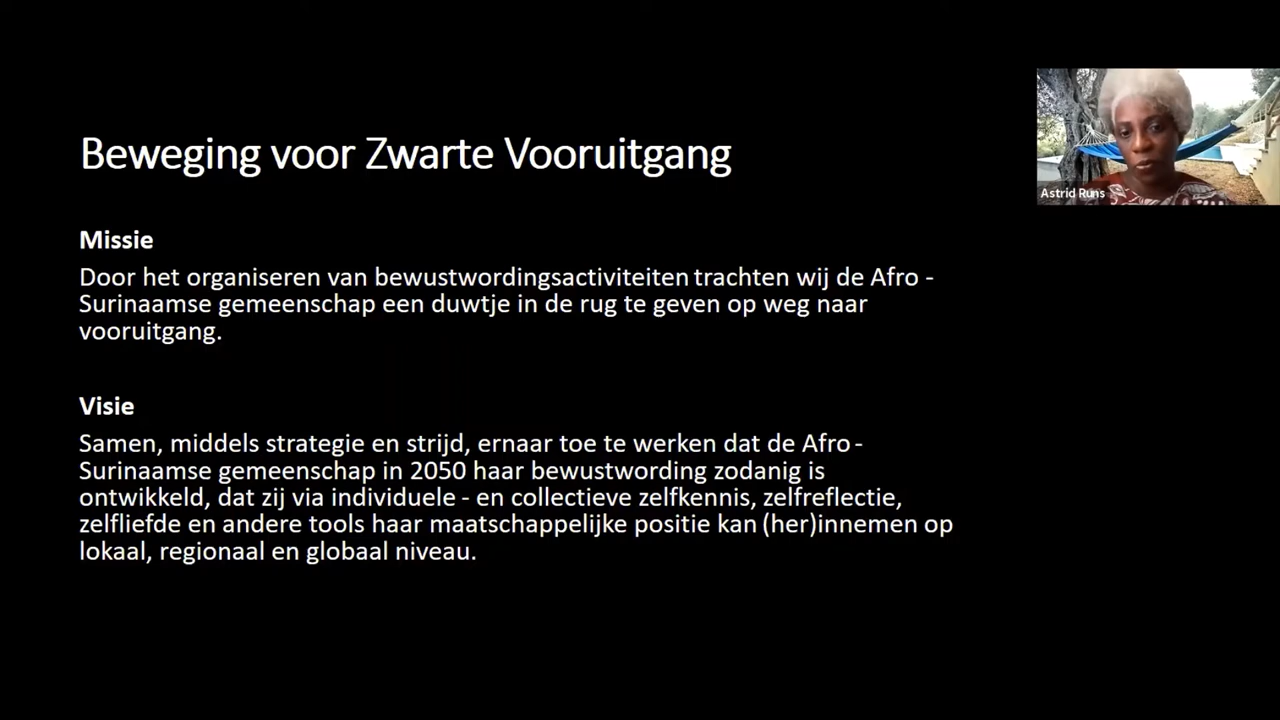 Beweging voor Zwarte Vooruitgang
Astrid Runs
Missie
Door het organiseren van bewustwordingsactiviteiten trachten wij de Afro -
Surinaamse gemeenschap een duwtje in de rug te geven op weg naar
vooruitgang.
Visie
Samen, middels strategie en strijd, ernaar toe te werken dat de Afro -
Surinaamse gemeenschap in 2050 haar bewustwording zodanig is
ontwikkeld, dat zij via individuele - en collectieve zelfkennis, zelfreflectie,
zelfliefde en andere tools haar maatschappelijke positie kan (her)innemen op
lokaal, regionaal en globaal niveau.